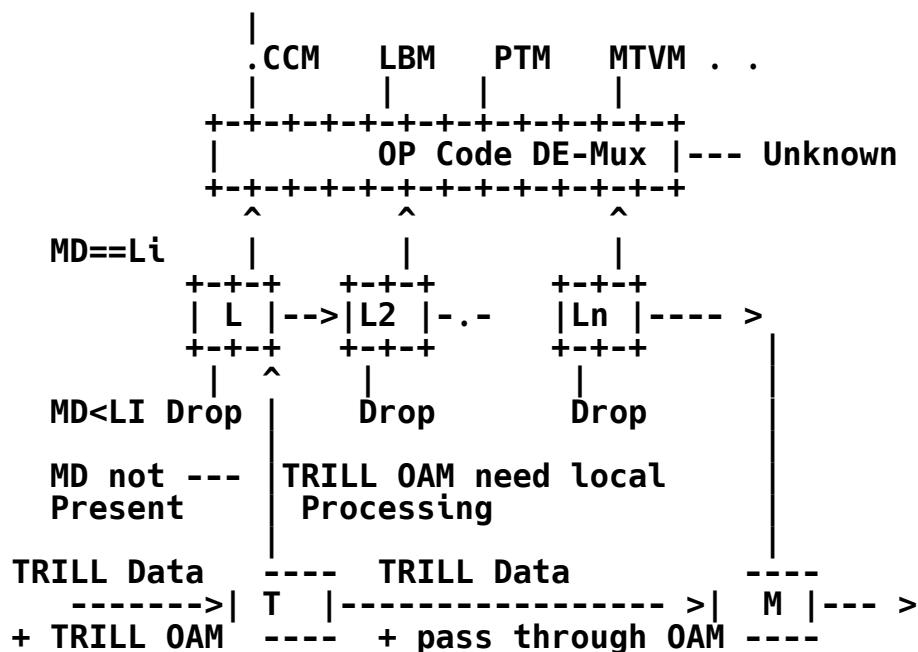 |
.CCM   LBM   PTM   MTVM . .
|      |    |      |
+-+-+-+-+-+-+-+-+-+-+-+-+
|        OP Code DE-Mux |--- Unknown
+-+-+-+-+-+-+-+-+-+-+-+-+
^       ^          ^
MD==Li    |       |          |
+-+-+   +-+-+      +-+-+
| L |-->|L2 |-.-   |Ln |---- >
+-+-+   +-+-+      +-+-+      |
|  ^    |          |         |
MD<LI Drop |    Drop       Drop      |
|                         |
MD not --- |TRILL OAM need local     |
Present    | Processing              |
|                         |
TRILL Data   ----  TRILL Data         ----
------->| T  |----------------- >|  M |--- >
+ TRILL OAM  ----  + pass through OAM ----